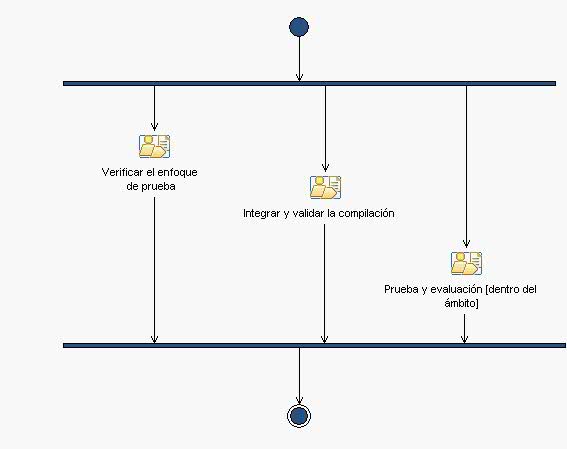 Verificar el enfoque
de prueba
Integrar y validar la compilación
Prueba y evaluación [dentro del
ámbito]